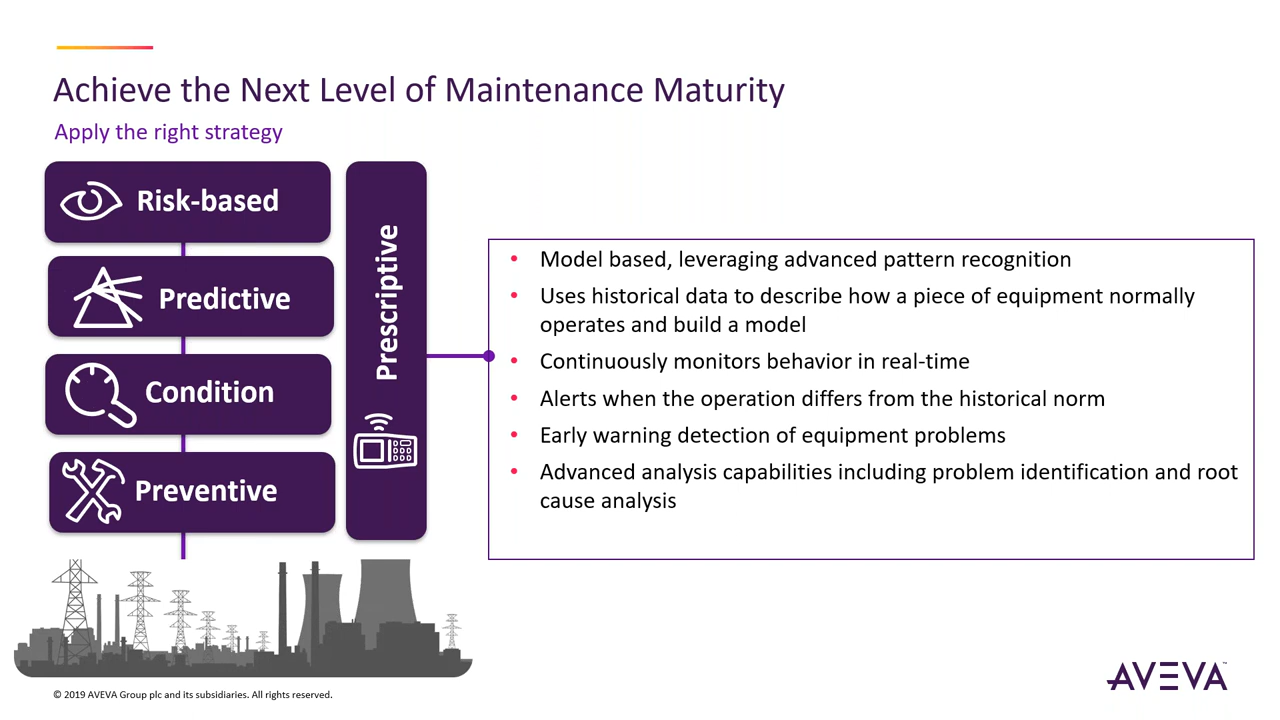 Achieve the Next Level of Maintenance Maturity
Apply the right strategy
Risk-based
Predictive
Condition
Preventive
Prescriptive
• Model based, leveraging advanced pattern recognition
• Uses historical data to describe how a piece of equipment normally
operates and build a model
• Continuously monitors behavior in real-time
• Alerts when the operation differs from the historical norm
• Early warning detection of equipment problems
• Advanced analysis capabilities including problem identification and root
cause analysis
AVEVA™
© 2019 AVEVA Group plc and its subsidiaries. All rights reserved.